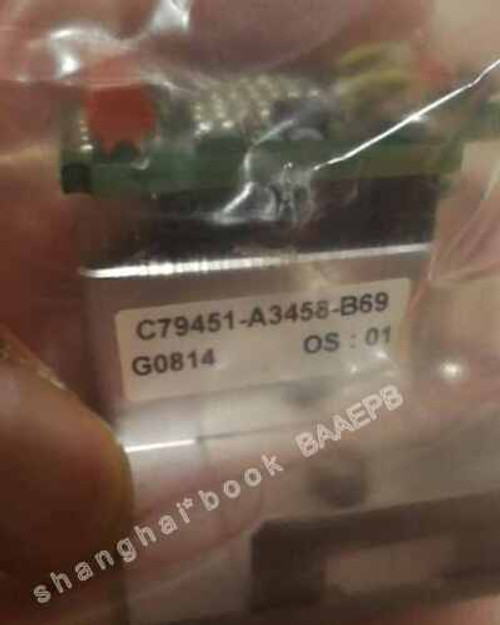 C79451-A3458-B69
G0814 OS : 01
shanghai*book BAAEPB